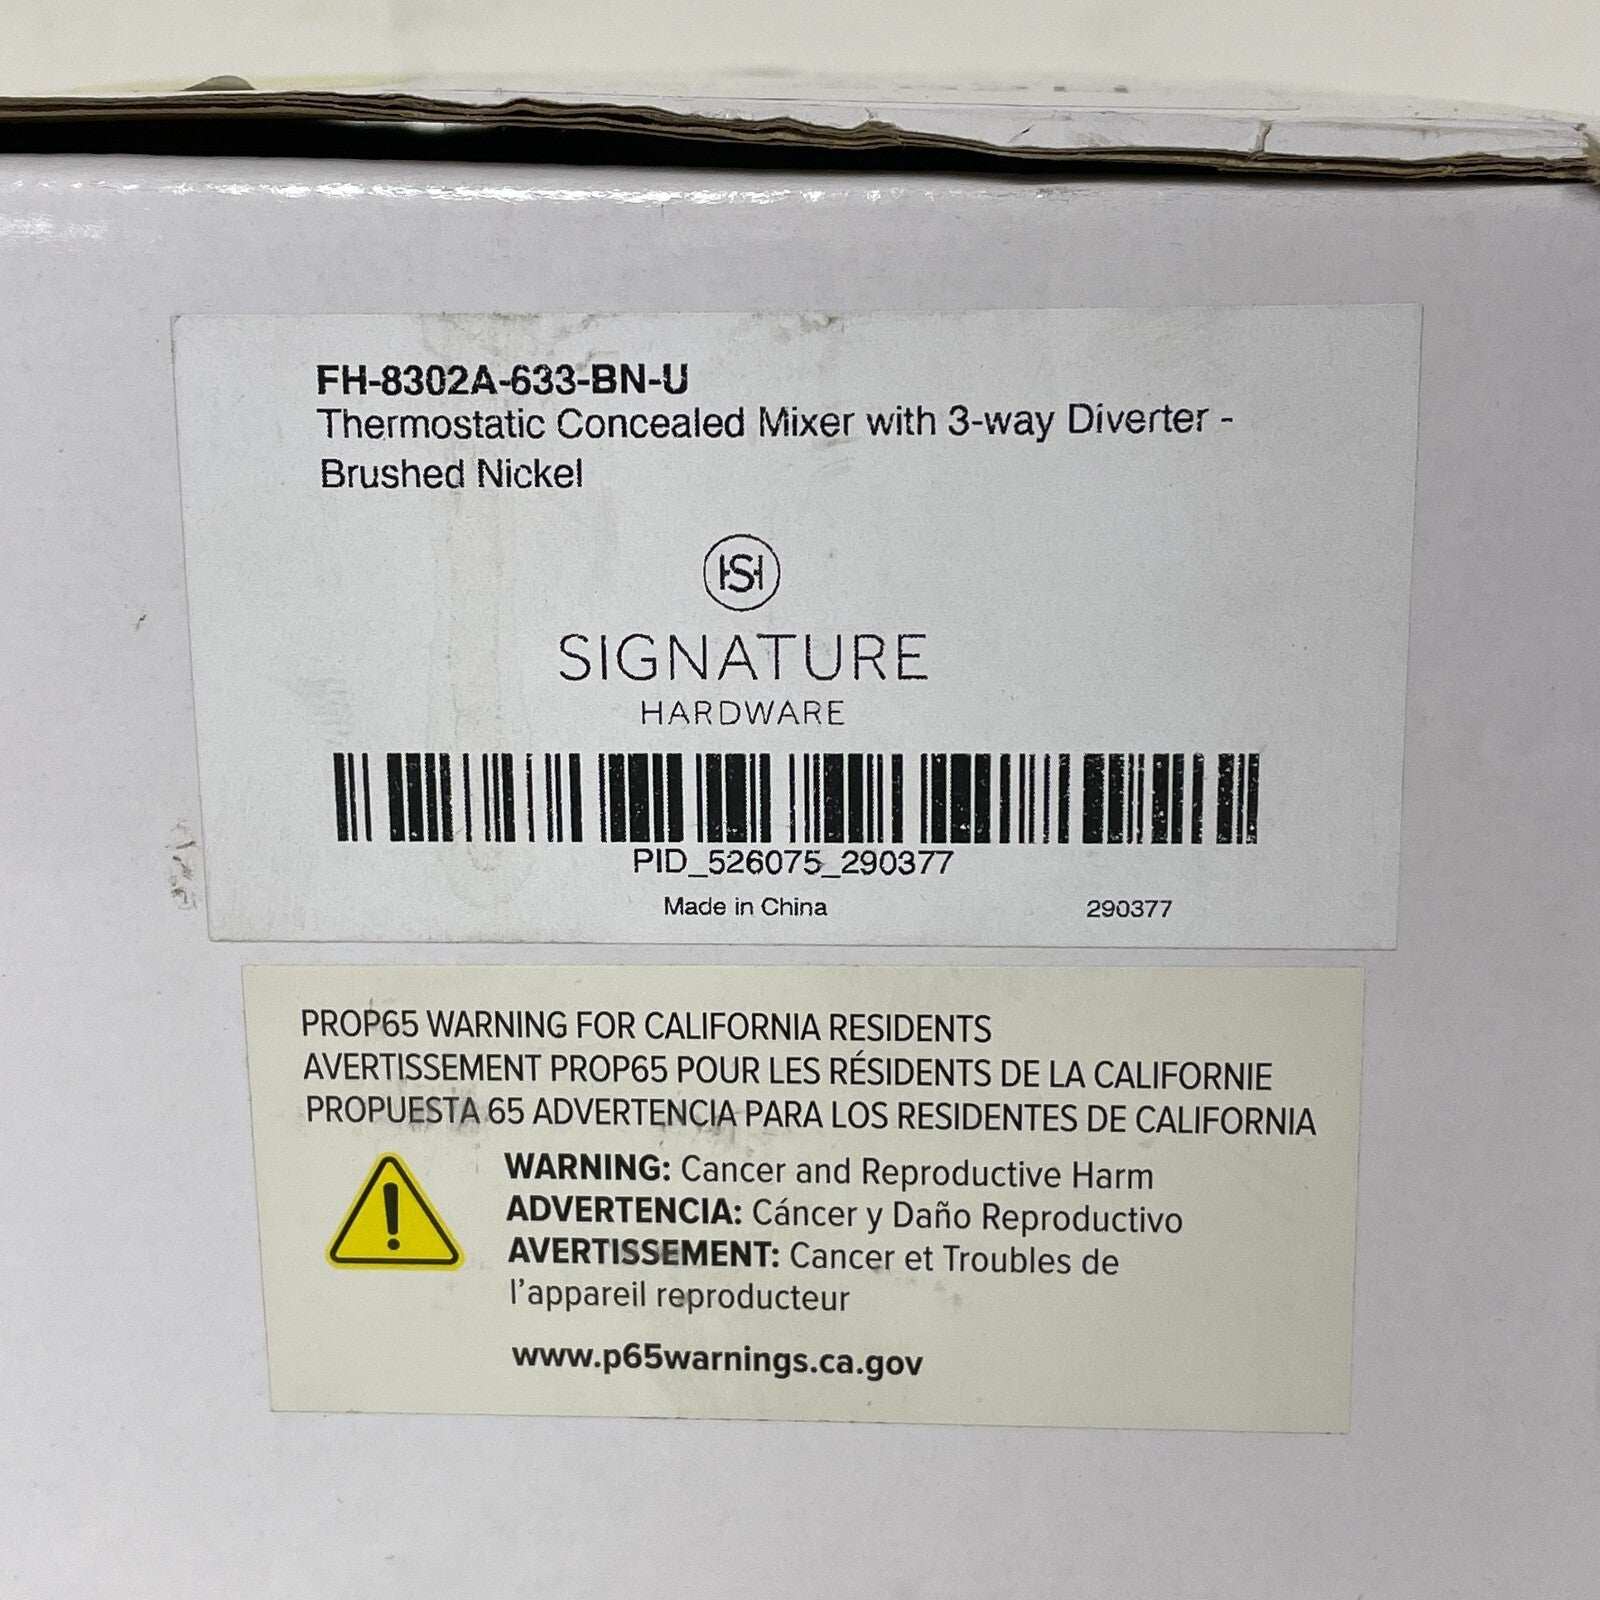 FH-8302A-633-BN-U
Thermostatic Concealed Mixer with 3-way Diverter -
Brushed Nickel
SH
SIGNATURE
HARDWARE
PID_526075_290377
Made in China 290377
PROP65 WARNING FOR CALIFORNIA RESIDENTS
AVERTISSEMENT PROP65 POUR LES RÉSIDENTS DE LA CALIFORNIE
PROPUESTA 65 ADVERTENCIA PARA LOS RESIDENTES DE CALIFORNIA
WARNING: Cancer and Reproductive Harm
ADVERTENCIA: Cáncer y Daño Reproductivo
AVERTISSEMENT: Cancer et Troubles de
l'appareil reproducteur
www.p65warnings.ca.gov